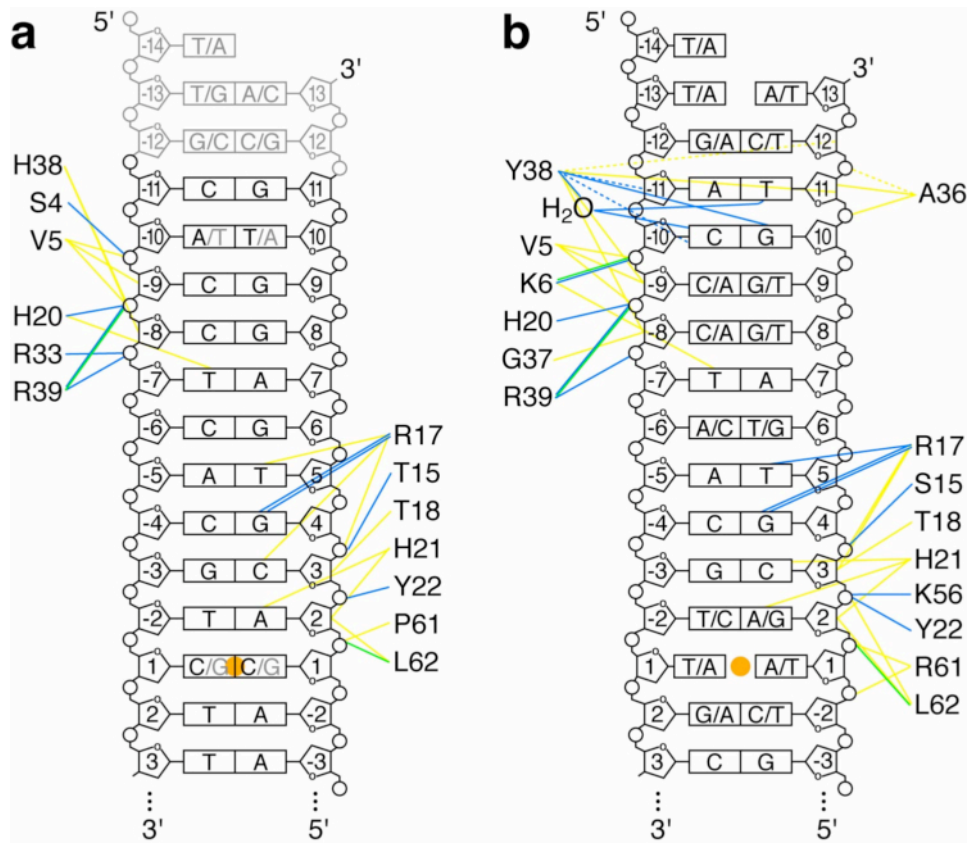 a
5'
-14 T/A
3'
-13 T/G A/C 13
-12 G/C C/G 12
H38
-11 C G 11
S4
V5
-10 A/T T/A 10
-9 C G 9
H20
-8 C G 8
R33
R39
-7 T A 7
-6 C G 6
R17
-5 A T 5
T15
-4 C G 4
T18
H21
-3 G C 3
Y22
-2 T A 2
P61
L62
1 C/G C/G 1
2 T A -2
3 T A -3
3' 5'
b
5'
-14 T/A
3'
-13 T/A A/T 13
-12 G/A C/T 12
Y38
-11 A T 11
A36
H2O
-10 C G 10
V5
K6
-9 C/A G/T 9
H20
-8 C/A G/T 8
G37
R39
-7 T A 7
-6 A/C T/G 6
R17
-5 A T 5
S15
-4 C G 4
T18
H21
-3 G C 3
K56
-2 T/C A/G 2
Y22
1 T/A A/T 1
R61
L62
2 G/A C/T -2
3 C G -3
3' 5'